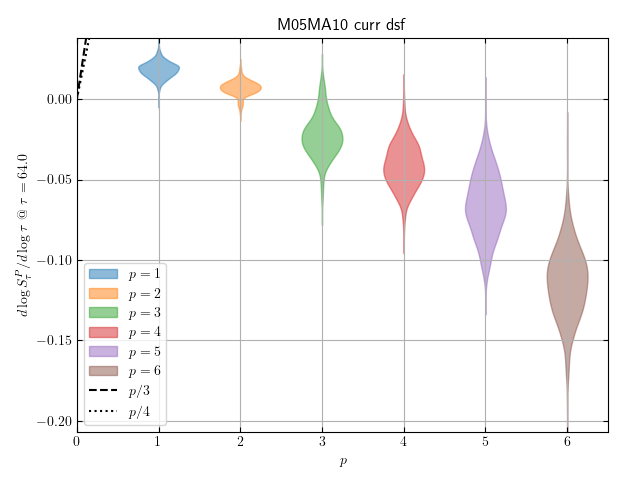 M05MA10 curr dsf
d log S_τ^P / d log τ @ τ = 64.0
0.00
−0.05
−0.10
−0.15
−0.20
p = 1
p = 2
p = 3
p = 4
p = 5
p = 6
p/3
p/4
0 1 2 3 4 5 6
p